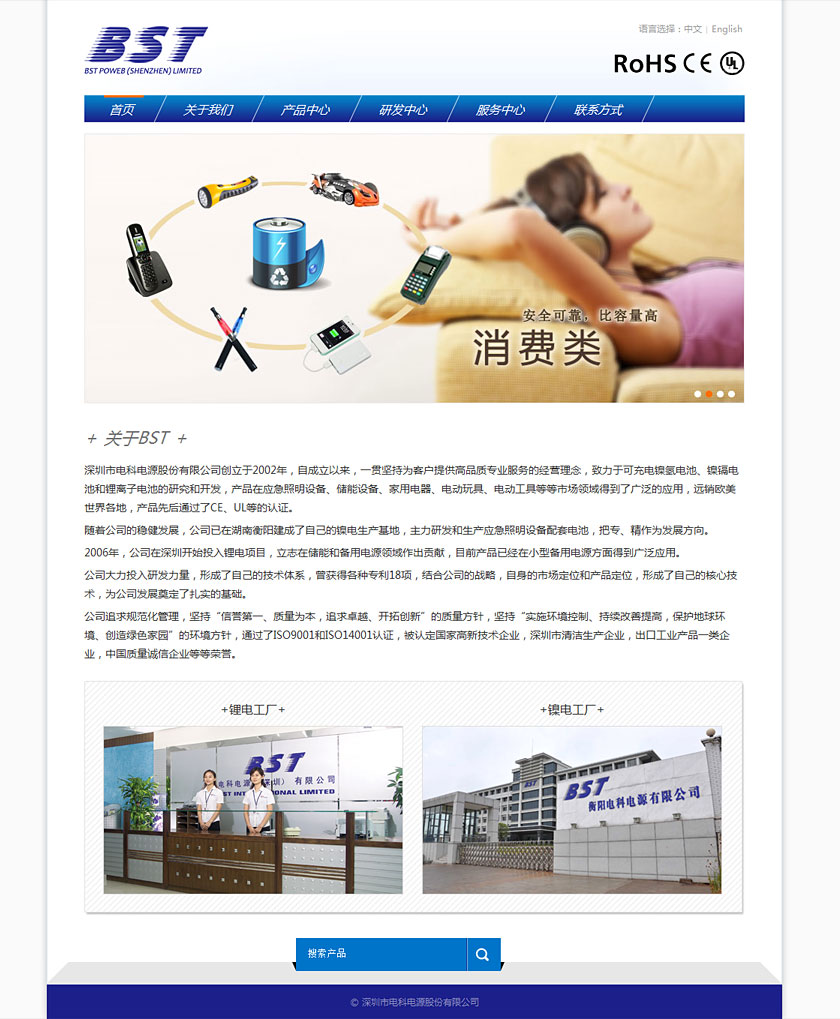 BST
BST POWEB (SHENZHEN) LIMITED
语言选择：中文 | English
RoHS CE UL
首页 关于我们 产品中心 研发中心 服务中心 联系方式
安全可靠，比容量高
消费类
+ 关于BST +
深圳市电科电源股份有限公司创立于2002年，自成立以来，一贯坚持为客户提供高品质专业服务的经营理念，致力于可充电镍氢电池、镍镉电
池和锂离子电池的研究和开发，产品在应急照明设备、储能设备、家用电器、电动玩具、电动工具等等市场领域得到了广泛的应用，远销欧美
世界各地，产品先后通过了CE、UL等的认证。
随着公司的稳健发展，公司已在湖南衡阳建成了自己的镍电生产基地，主力研发和生产应急照明设备配套电池，把专、精作为发展方向。
2006年，公司在深圳开始投入锂电项目，立志在储能和备用电源领域作出贡献，目前产品已经在小型备用电源方面得到广泛应用。
公司大力投入研发力量，形成了自己的技术体系，曾获得各种专利18项，结合公司的战略，自身的市场定位和产品定位，形成了自己的核心技
术，为公司发展奠定了扎实的基础。
公司追求规范化管理，坚持“信誉第一、质量为本，追求卓越、开拓创新”的质量方针，坚持“实施环境控制、持续改善提高，保护地球环
境、创造绿色家园”的环境方针，通过了ISO9001和ISO14001认证，被认定国家高新技术企业，深圳市清洁生产企业，出口工业产品一类企
业，中国质量诚信企业等等荣誉。
+锂电工厂+ +镍电工厂+
BST
电科电源（深圳）有限公司
BST INTERNATIONAL LIMITED
BST
BST
衡阳电科电源有限公司
搜索产品
© 深圳市电科电源股份有限公司